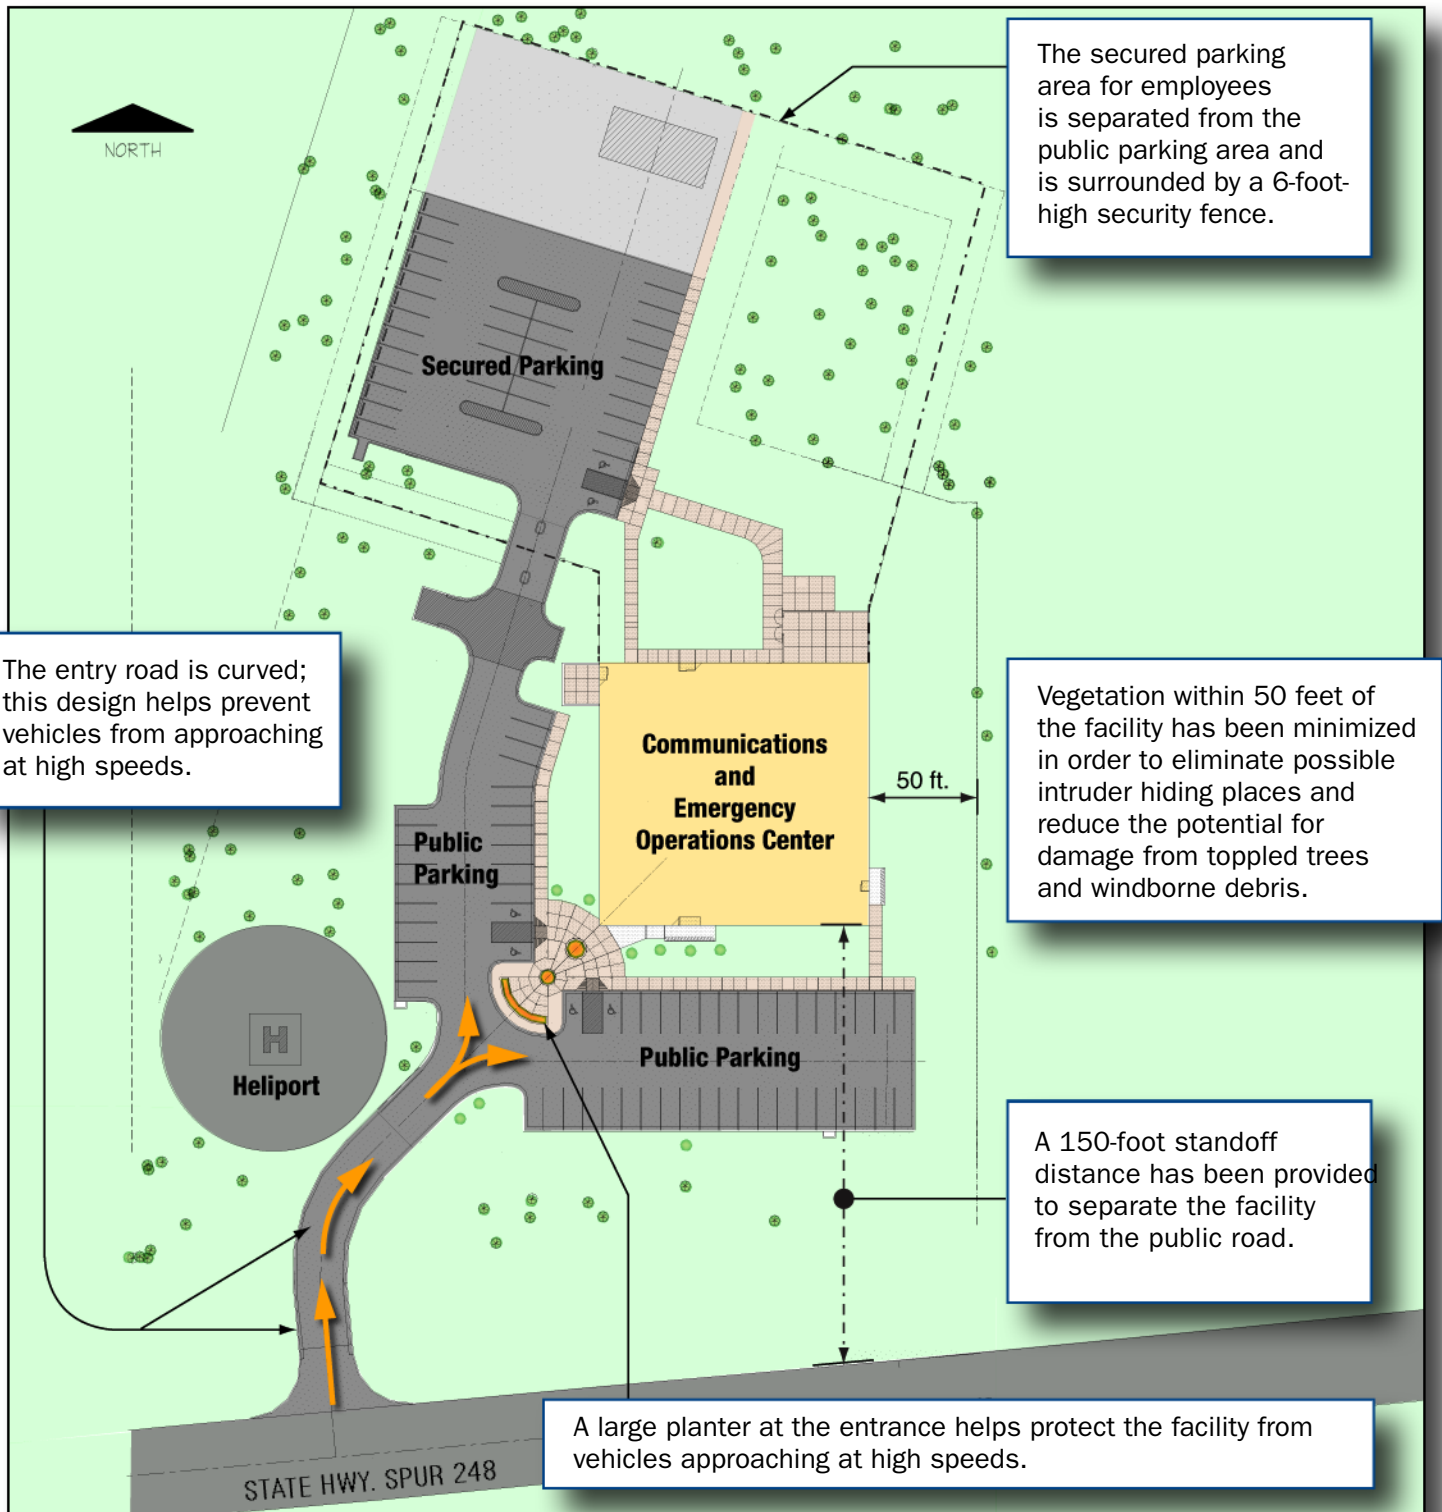 The secured parking
area for employees
is separated from the
public parking area and
is surrounded by a 6-foot-
high security fence.
NORTH
Secured Parking
The entry road is curved;
this design helps prevent
vehicles from approaching
at high speeds.
Communications
and
Emergency
Operations Center
50 ft.
Vegetation within 50 feet of
the facility has been minimized
in order to eliminate possible
intruder hiding places and
reduce the potential for
damage from toppled trees
and windborne debris.
Public
Parking
H
Heliport
Public Parking
A 150-foot standoff
distance has been provided
to separate the facility
from the public road.
A large planter at the entrance helps protect the facility from
vehicles approaching at high speeds.
STATE HWY. SPUR 248